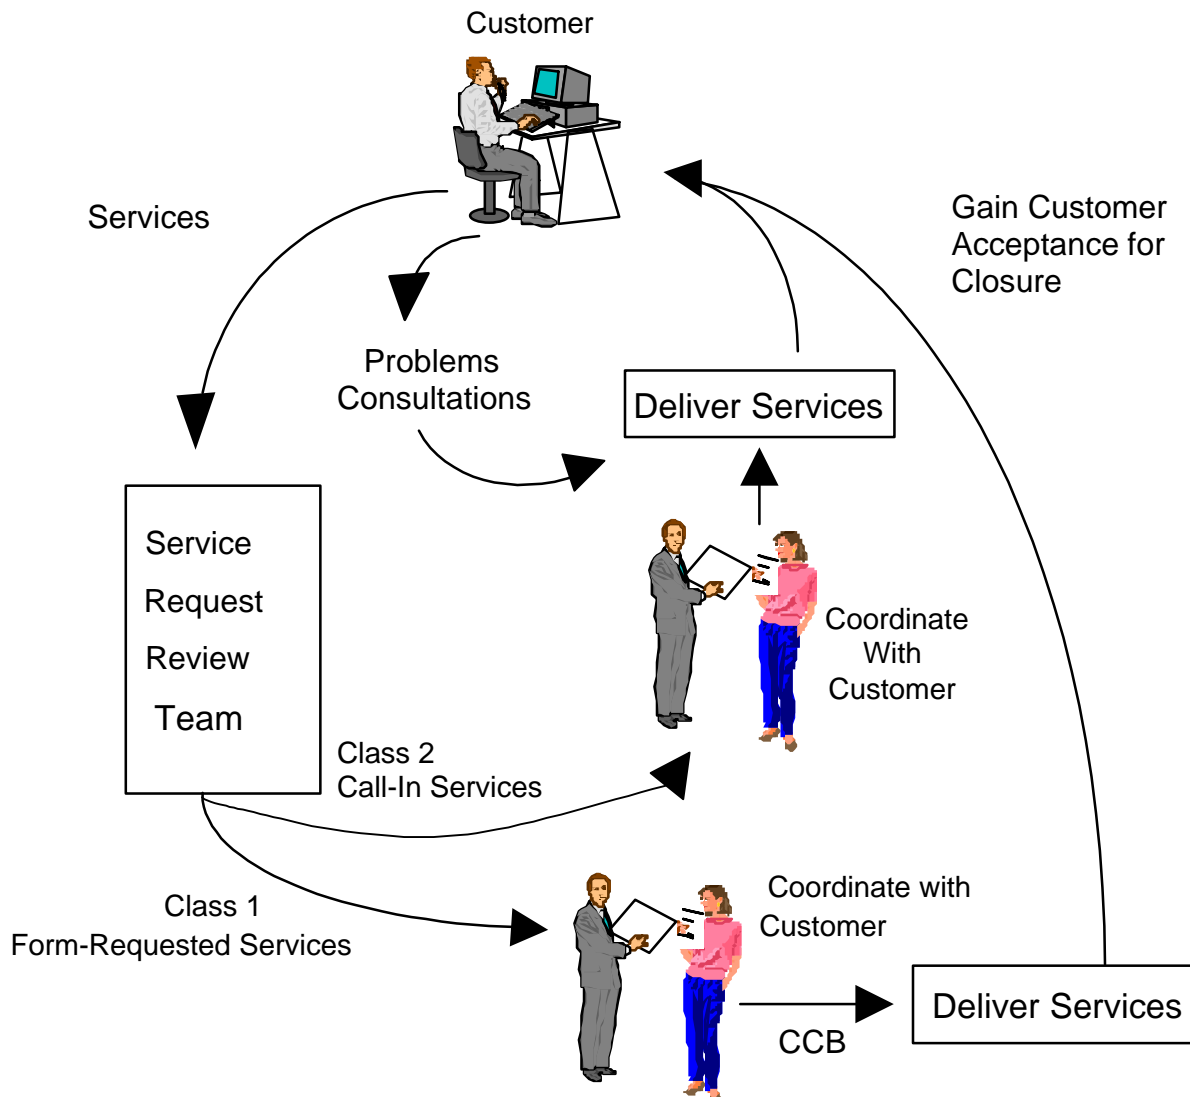 Customer
Services
Gain Customer
Acceptance for
Closure
Problems
Consultations
Deliver Services
Service
Request
Review
Team
Coordinate
With
Customer
Class 2
Call-In Services
Class 1
Form-Requested Services
Coordinate with
Customer
CCB
Deliver Services